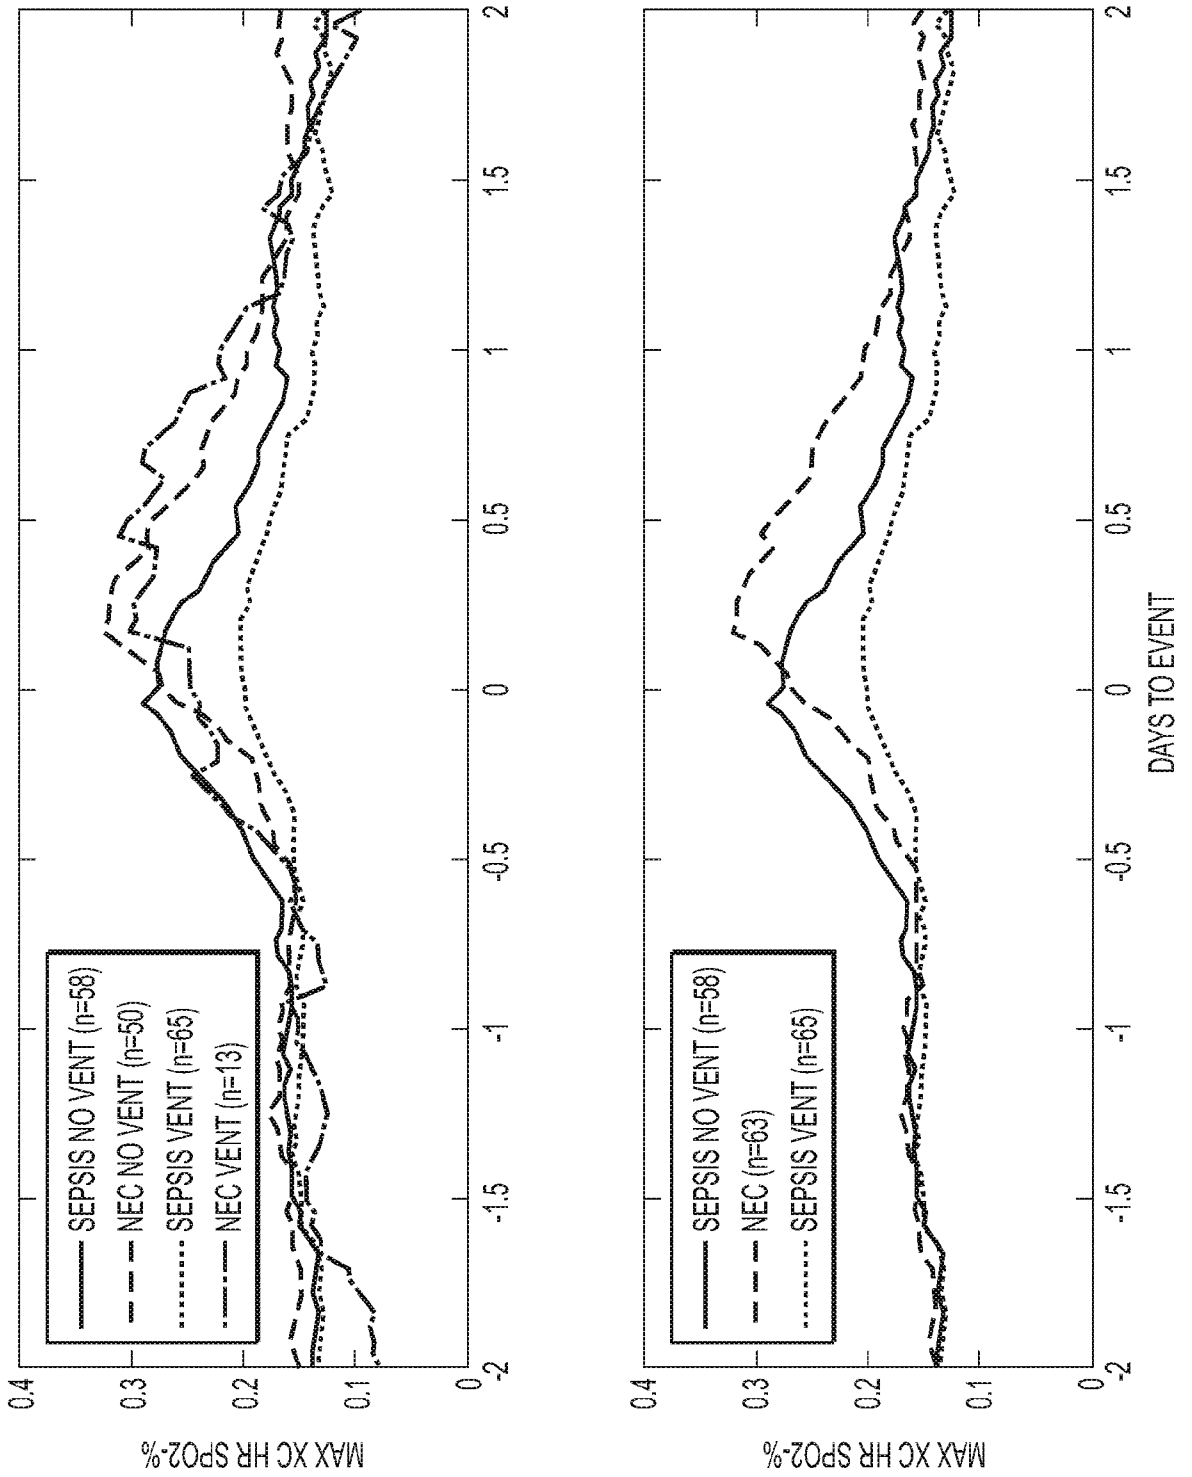 MAX XC HR SPO2-%
0.4
0.3
0.2
0.1
0
SEPSIS NO VENT (n=58)
NEC NO VENT (n=50)
SEPSIS VENT (n=65)
NEC VENT (n=13)
-2
-1.5
-1
-0.5
0
0.5
1
1.5
2
MAX XC HR SPO2-%
0.4
0.3
0.2
0.1
0
SEPSIS NO VENT (n=58)
NEC (n=63)
SEPSIS VENT (n=65)
-2
-1.5
-1
-0.5
0
0.5
1
1.5
2
DAYS TO EVENT